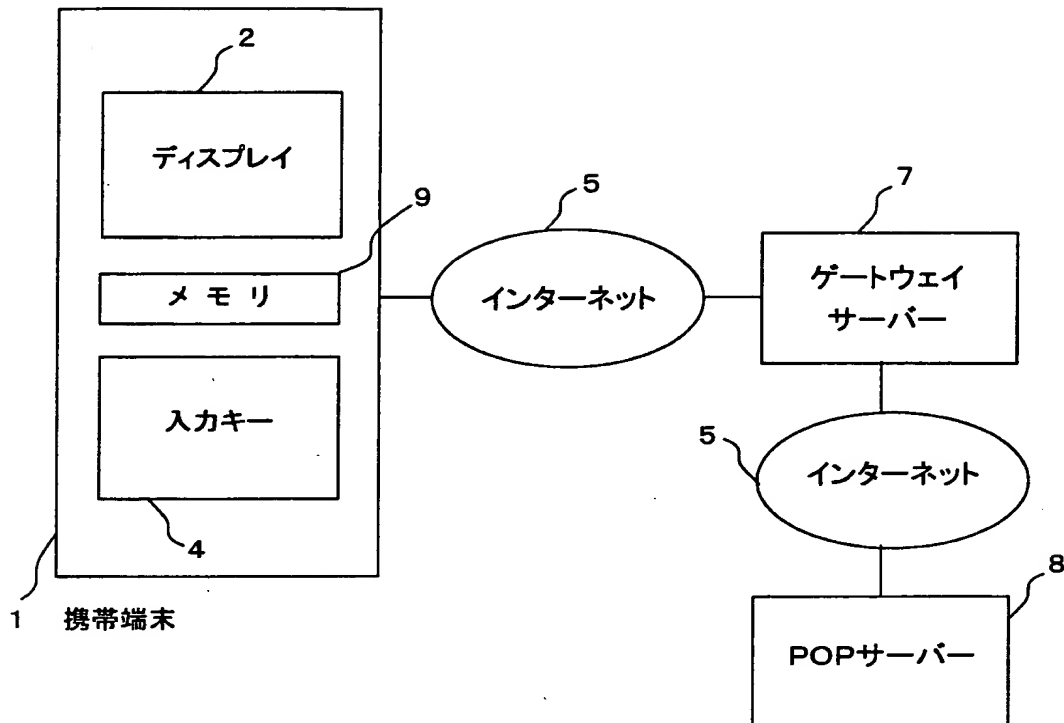 2
ディスプレイ
9
メ モ リ
入力キー
4
1 携帯端末
5
インターネット
7
ゲートウェイ
サーバー
5
インターネット
8
POPサーバー